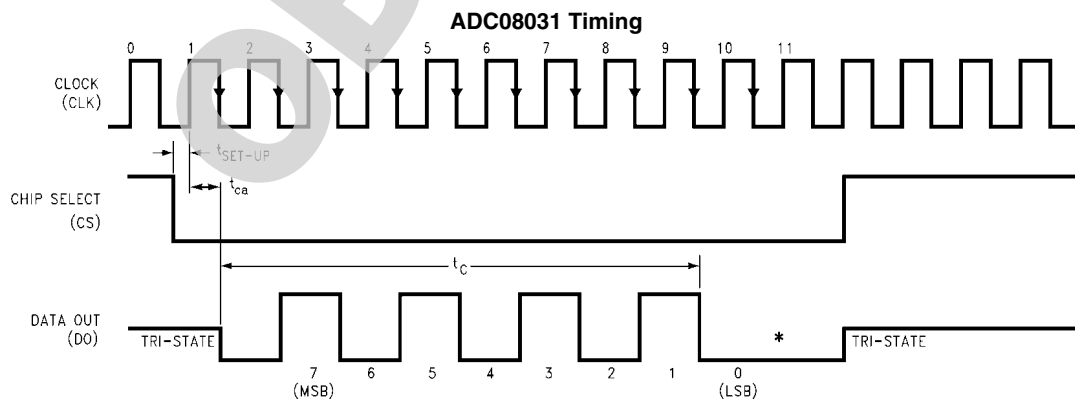 ADC08031 Timing
0 1 2 3 4 5 6 7 8 9 10 11
CLOCK
(CLK)
tSET-UP
tca
CHIP SELECT
(CS)
tC
DATA OUT
(DO)
TRI-STATE
*
TRI-STATE
7 6 5 4 3 2 1 0
(MSB) (LSB)